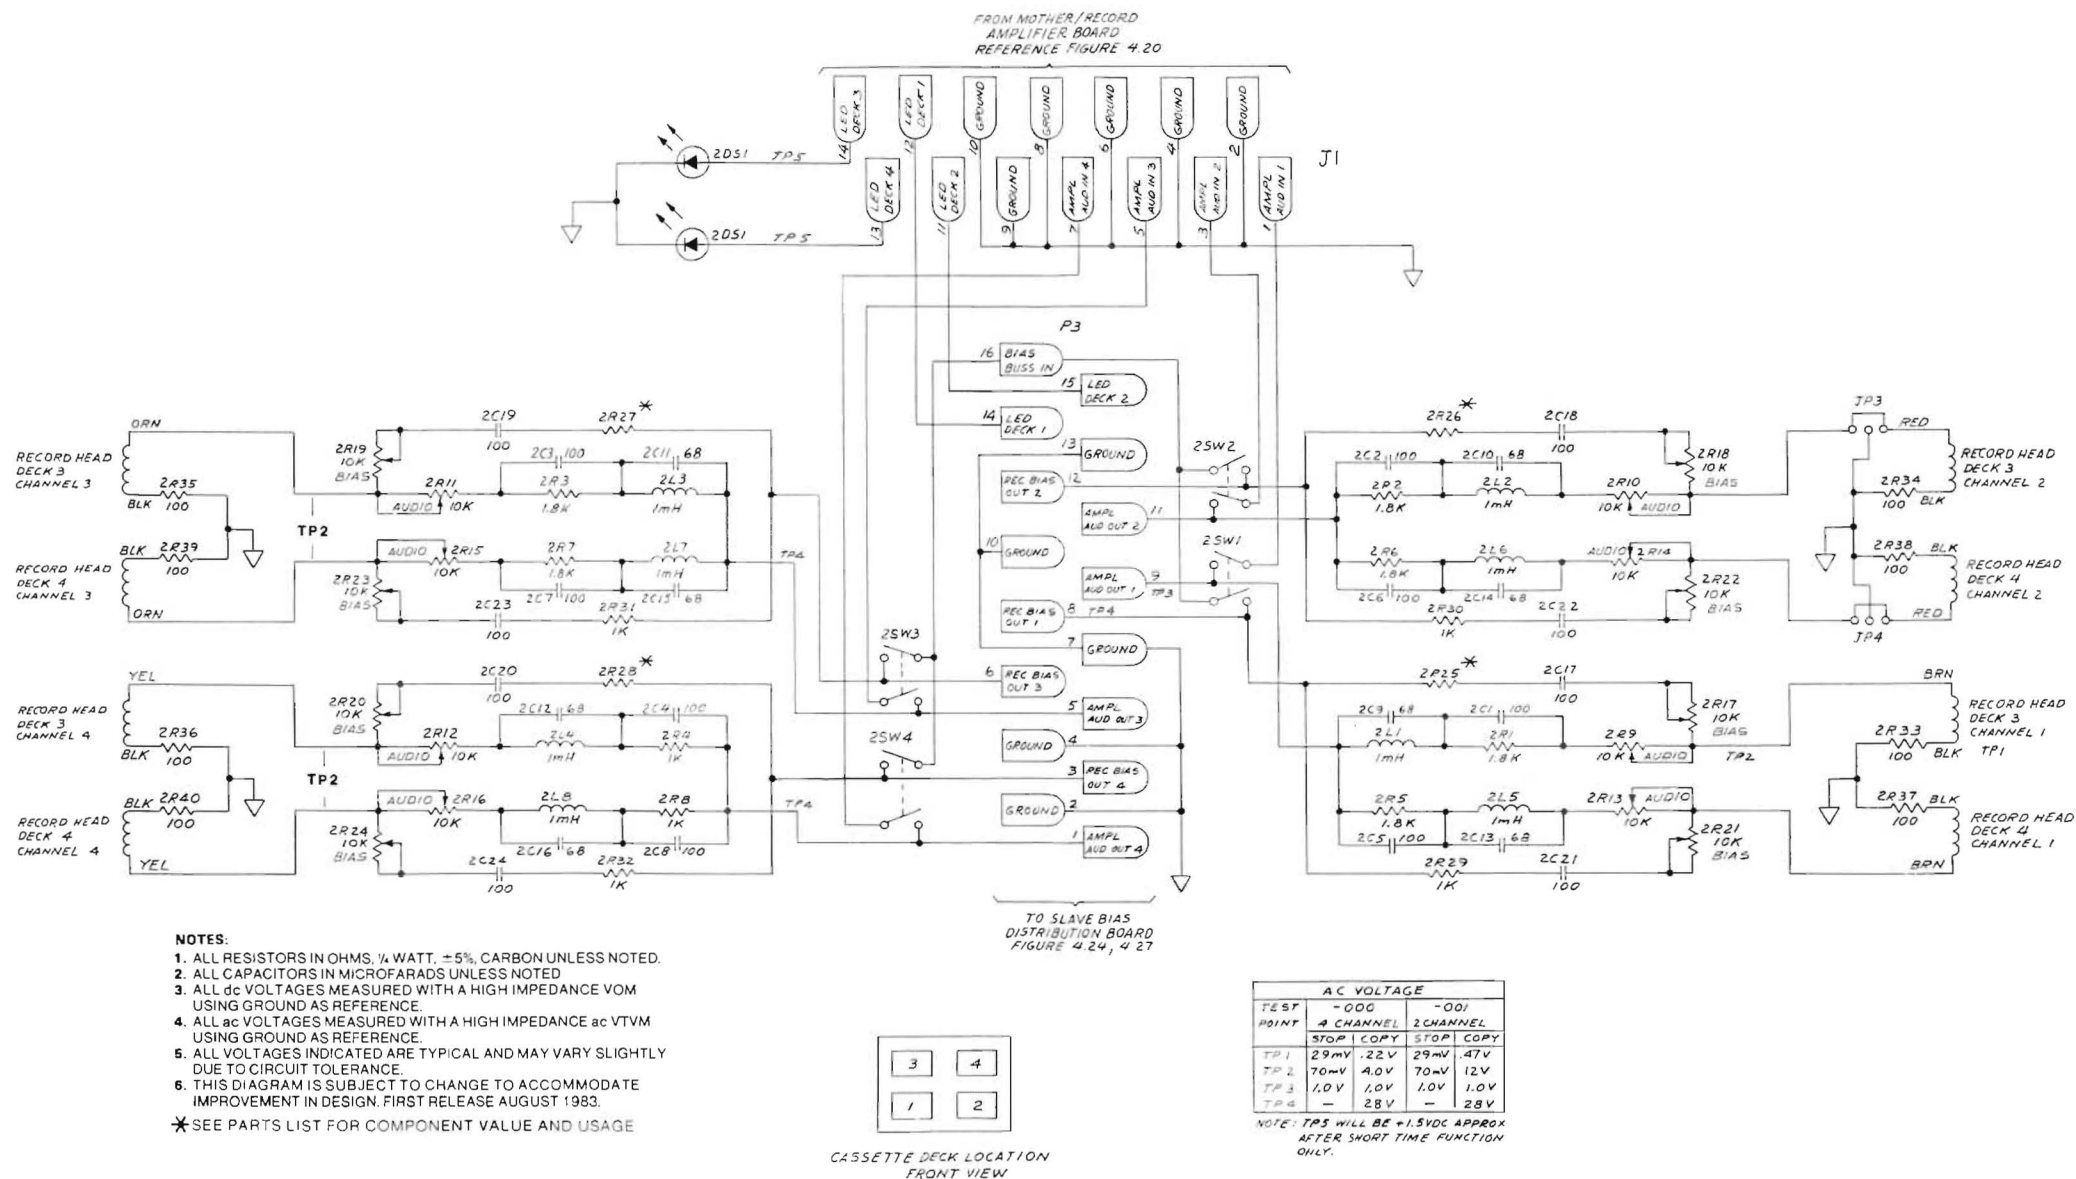 FROM MOTHER/RECORD
AMPLIFIER BOARD
REFERENCE FIGURE 4.20
LED DECK 3
LED DECK 1
GROUND
GROUND
GROUND
GROUND
GROUND
14
12
10
8
6
4
2
J1
LED DECK 4
LED DECK 2
GROUND
AMPL AUD IN 4
AMPL AUD IN 3
AMPL AUD IN 2
AMPL AUD IN 1
13
11
9
7
5
3
1
2DS1 TP5
2DS1 TP5
P3
16 BIAS BUSS IN
15 LED DECK 2
14 LED DECK 1
13 GROUND
REC BIAS OUT 2 12
AMPL AUD OUT 2 11
10 GROUND
AMPL AUD OUT 1 9 TP3
REC BIAS OUT 1 8 TP4
7 GROUND
6 REC BIAS OUT 3
5 AMPL AUD OUT 3
GROUND 4
3 REC BIAS OUT 4
GROUND 2
1 AMPL AUD OUT 4
TO SLAVE BIAS
DISTRIBUTION BOARD
FIGURE 4.24, 4 27
2SW2
2SW1
2SW3
2SW4
RECORD HEAD
DECK 3
CHANNEL 3
ORN
2R35
BLK 100
2R19
10K
BIAS
2C19
100
2R27 *
2C3 100
2C11 68
AUDIO
2R11
10K
2R3
1.8K
2L3
1mH
TP2
RECORD HEAD
DECK 4
CHANNEL 3
BLK 2R39
100
ORN
AUDIO 2R15
10K
2R7
1.8K
2L7
1mH
TP4
2R23
10K
BIAS
2C7 100
2C15 68
2C23
100
2R31
1K
RECORD HEAD
DECK 3
CHANNEL 4
YEL
2R36
BLK 100
2R20
10K
BIAS
2C20
100
2R28 *
2C12 68
2C4 100
AUDIO
2R12
10K
2L4
1mH
2R4
1K
TP2
RECORD HEAD
DECK 4
CHANNEL 4
BLK 2R40
100
YEL
AUDIO 2R16
10K
2L8
1mH
2R8
1K
TP4
2R24
10K
BIAS
2C16 68
2C8 100
2C24
100
2R32
1K
2R26 *
2C18
100
2C2 100
2C10 68
2R18
10K
BIAS
2R2
1.8K
2L2
1mH
2R10
10K AUDIO
JP3
RED
RECORD HEAD
DECK 3
CHANNEL 2
2R34
100 BLK
2R6
1.8K
2L6
1mH
AUDIO 2R14
10K
2C6 100
2C14 68
2R22
10K
BIAS
2R30
1K
2C22
100
2R38 BLK
100
RECORD HEAD
DECK 4
CHANNEL 2
RED
JP4
2R25 *
2C17
100
2C9 68
2C1 100
2R17
10K
BIAS
2L1
1mH
2R1
1.8K
2R9
10K AUDIO
TP2
BRN
RECORD HEAD
DECK 3
CHANNEL 1
TP1
2R33
100 BLK
2R5
1.8K
2L5
1mH
2R13 AUDIO
10K
2C5 100
2C13 68
2R21
10K
BIAS
2R29
1K
2C21
100
2R37 BLK
100
RECORD HEAD
DECK 4
CHANNEL 1
BRN
NOTES:
1. ALL RESISTORS IN OHMS, ¼ WATT, ±5%, CARBON UNLESS NOTED.
2. ALL CAPACITORS IN MICROFARADS UNLESS NOTED
3. ALL dc VOLTAGES MEASURED WITH A HIGH IMPEDANCE VOM
USING GROUND AS REFERENCE.
4. ALL ac VOLTAGES MEASURED WITH A HIGH IMPEDANCE ac VTVM
USING GROUND AS REFERENCE.
5. ALL VOLTAGES INDICATED ARE TYPICAL AND MAY VARY SLIGHTLY
DUE TO CIRCUIT TOLERANCE.
6. THIS DIAGRAM IS SUBJECT TO CHANGE TO ACCOMMODATE
IMPROVEMENT IN DESIGN. FIRST RELEASE AUGUST 1983.
* SEE PARTS LIST FOR COMPONENT VALUE AND USAGE
3 4
1 2
CASSETTE DECK LOCATION
FRONT VIEW
AC VOLTAGE
TEST POINT -000 4 CHANNEL -001 2 CHANNEL
STOP COPY STOP COPY
TP1 29mV .22V 29mV .47V
TP2 70mV 4.0V 70mV 12V
TP3 1.0V 1.0V 1.0V 1.0V
TP4 — 28V — 28V
NOTE: TP5 WILL BE +1.5VDC APPROX
AFTER SHORT TIME FUNCTION
ONLY.